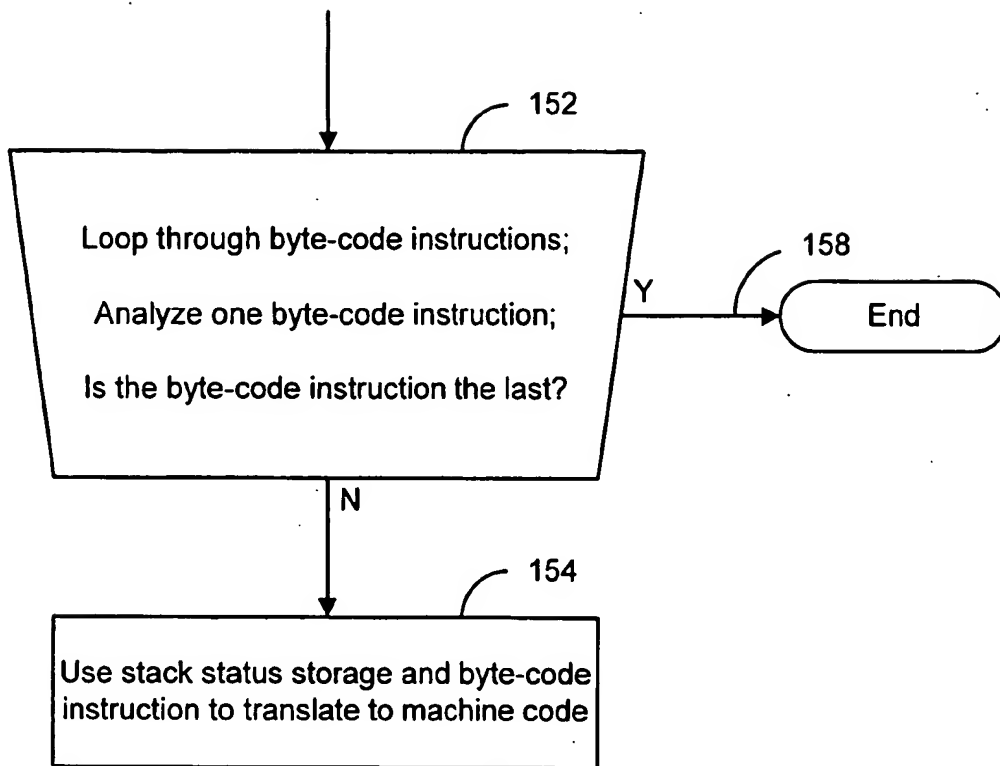 152
Loop through byte-code instructions;
158
Analyze one byte-code instruction;
Y
End
Is the byte-code instruction the last?
N
154
Use stack status storage and byte-code
instruction to translate to machine code